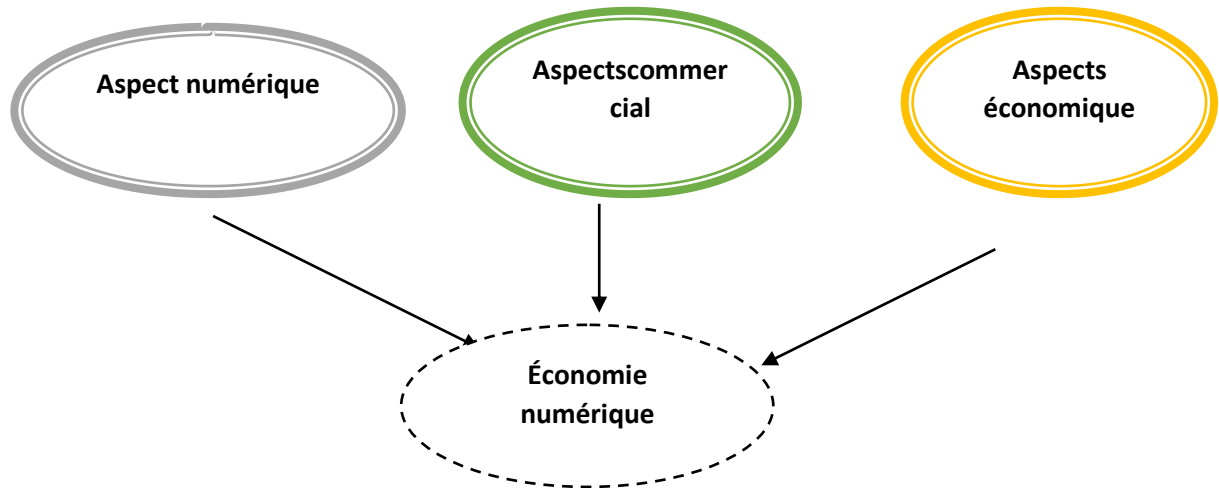 Aspect numérique
Aspectscommer
cial
Aspects
économique
Économie
numérique